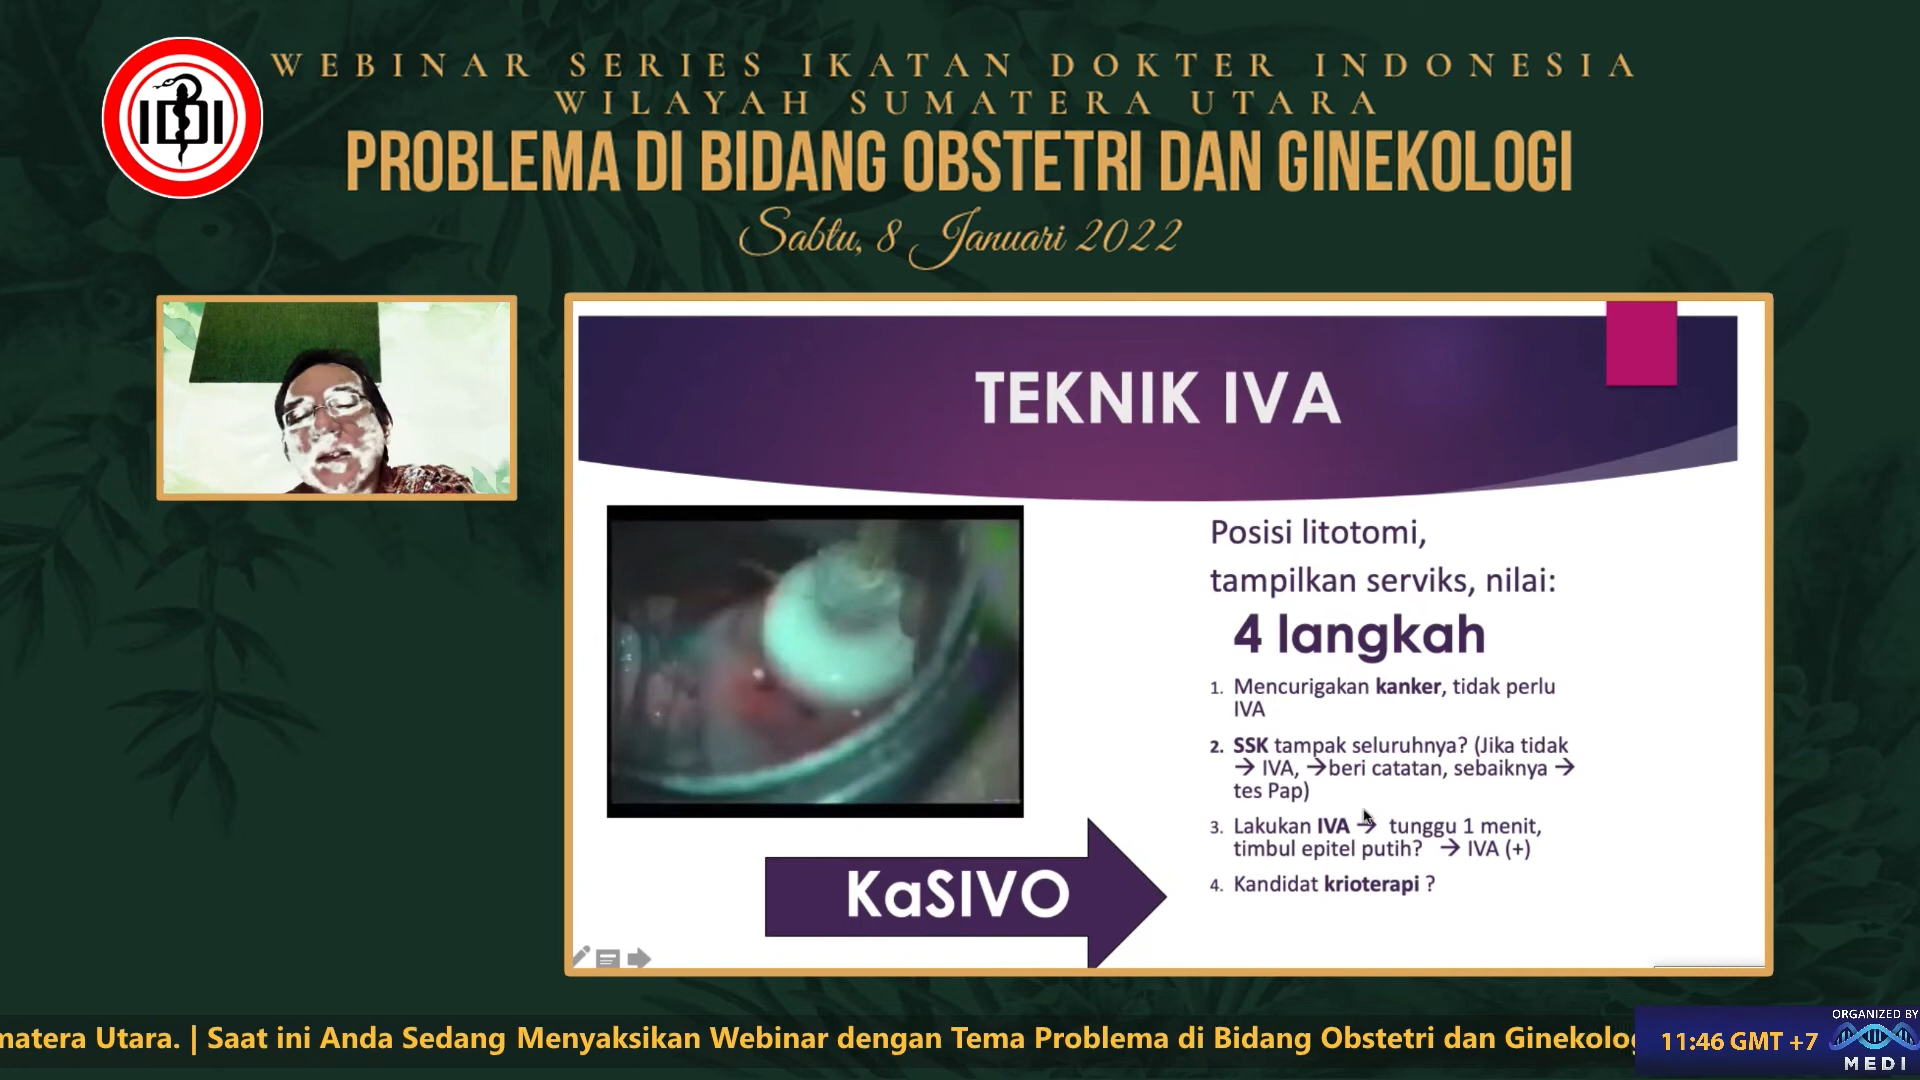 WEBINAR SERIES IKATAN DOKTER INDONESIA
WILAYAH SUMATERA UTARA
PROBLEMA DI BIDANG OBSTETRI DAN GINEKOLOGI
Sabtu, 8 Januari 2022
IDI
TEKNIK IVA
Posisi litotomi,
tampilkan serviks, nilai:
4 langkah
1. Mencurigakan kanker, tidak perlu
IVA
2. SSK tampak seluruhnya? (Jika tidak
→ IVA, →beri catatan, sebaiknya →
tes Pap)
3. Lakukan IVA → tunggu 1 menit,
timbul epitel putih? → IVA (+)
4. Kandidat krioterapi ?
KaSIVO
matera Utara. | Saat ini Anda Sedang Menyaksikan Webinar dengan Tema Problema di Bidang Obstetri dan Ginekolog
11:46 GMT +7
ORGANIZED BY
MEDI